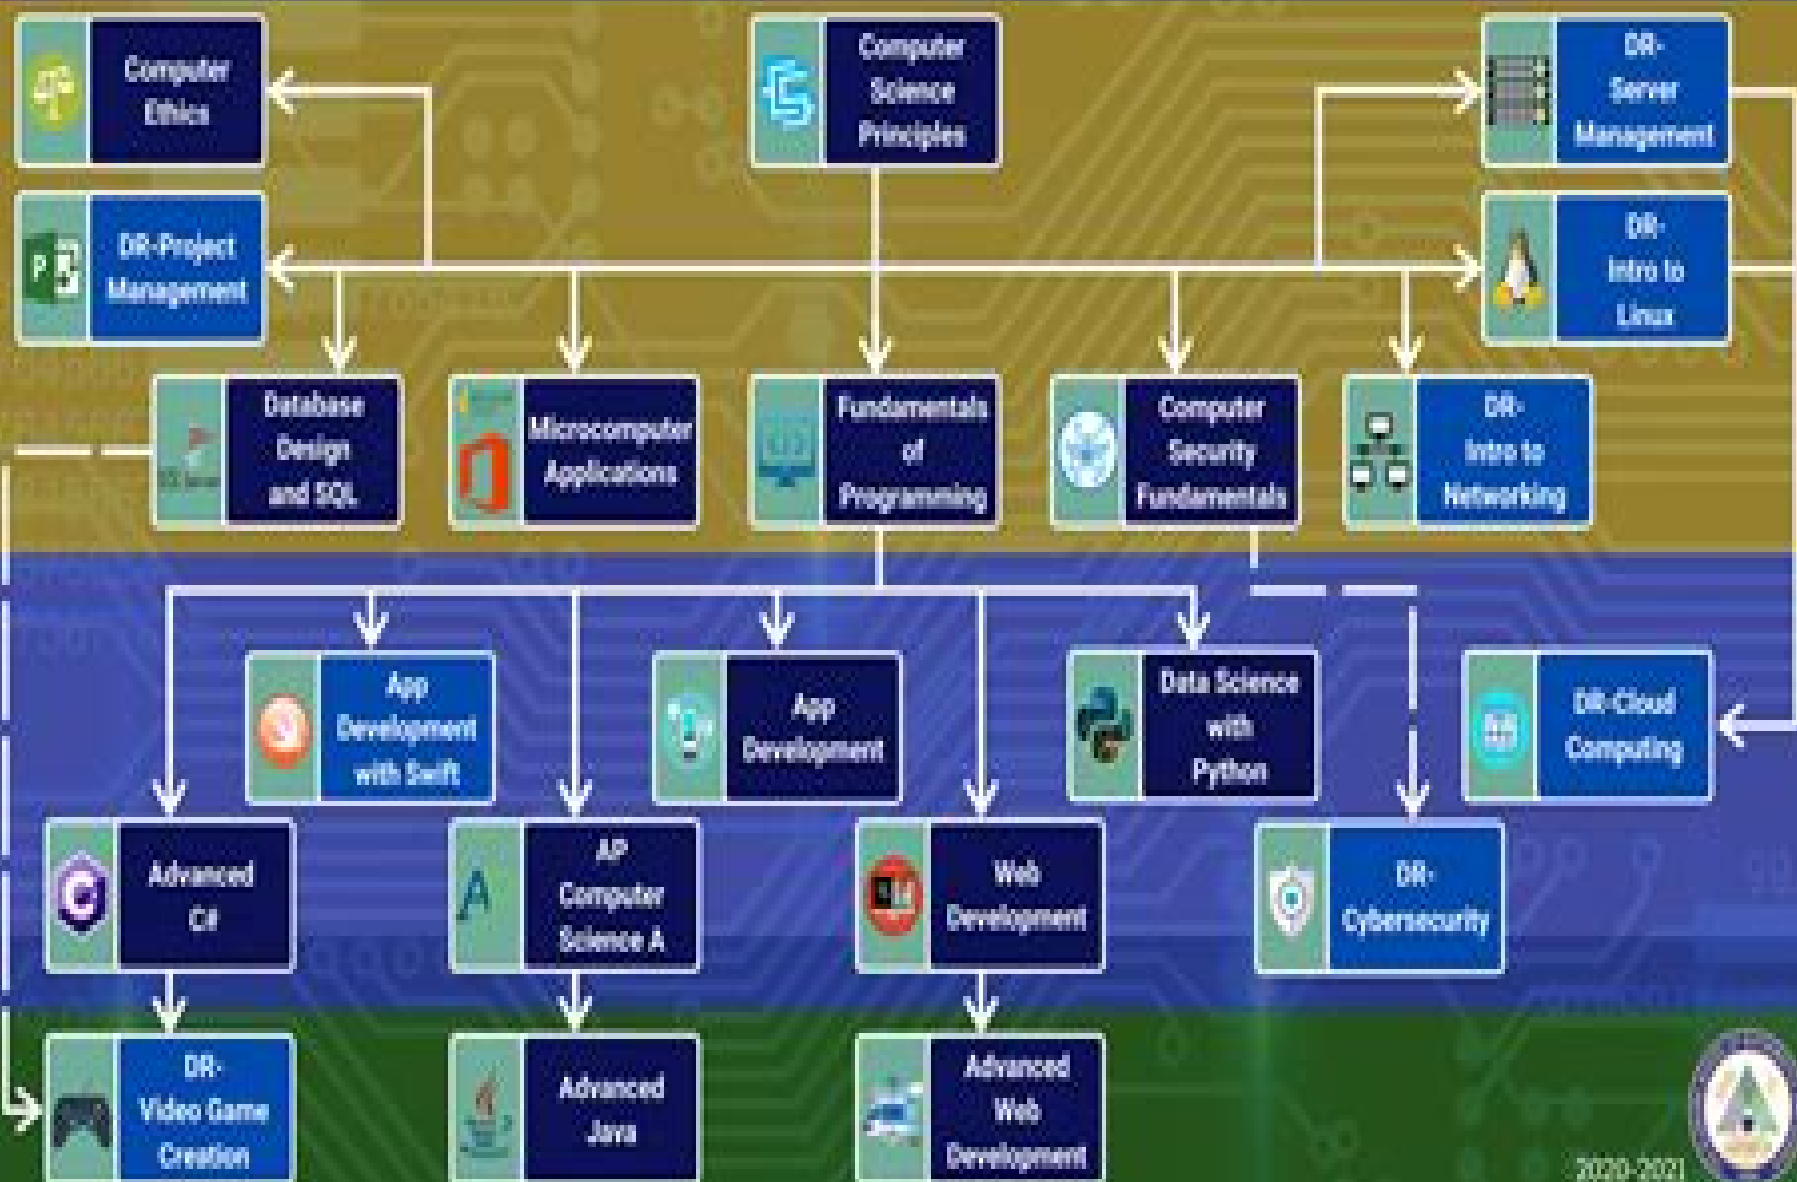 Computer
Ethics
Computer
Science
Principles
DR-
Server
Management
DR-Project
Management
DR-
Intro to
Linux
Database
Design
and SQL
Microcomputer
Applications
Fundamentals
of
Programming
Computer
Security
Fundamentals
DR-
Intro to
Networking
App
Development
with Swift
App
Development
Data Science
with
Python
DR-Cloud
Computing
Advanced
C#
AP
Computer
Science A
Web
Development
DR-
Cybersecurity
DR-
Video Game
Creation
Advanced
Java
Advanced
Web
Development
2020-2021